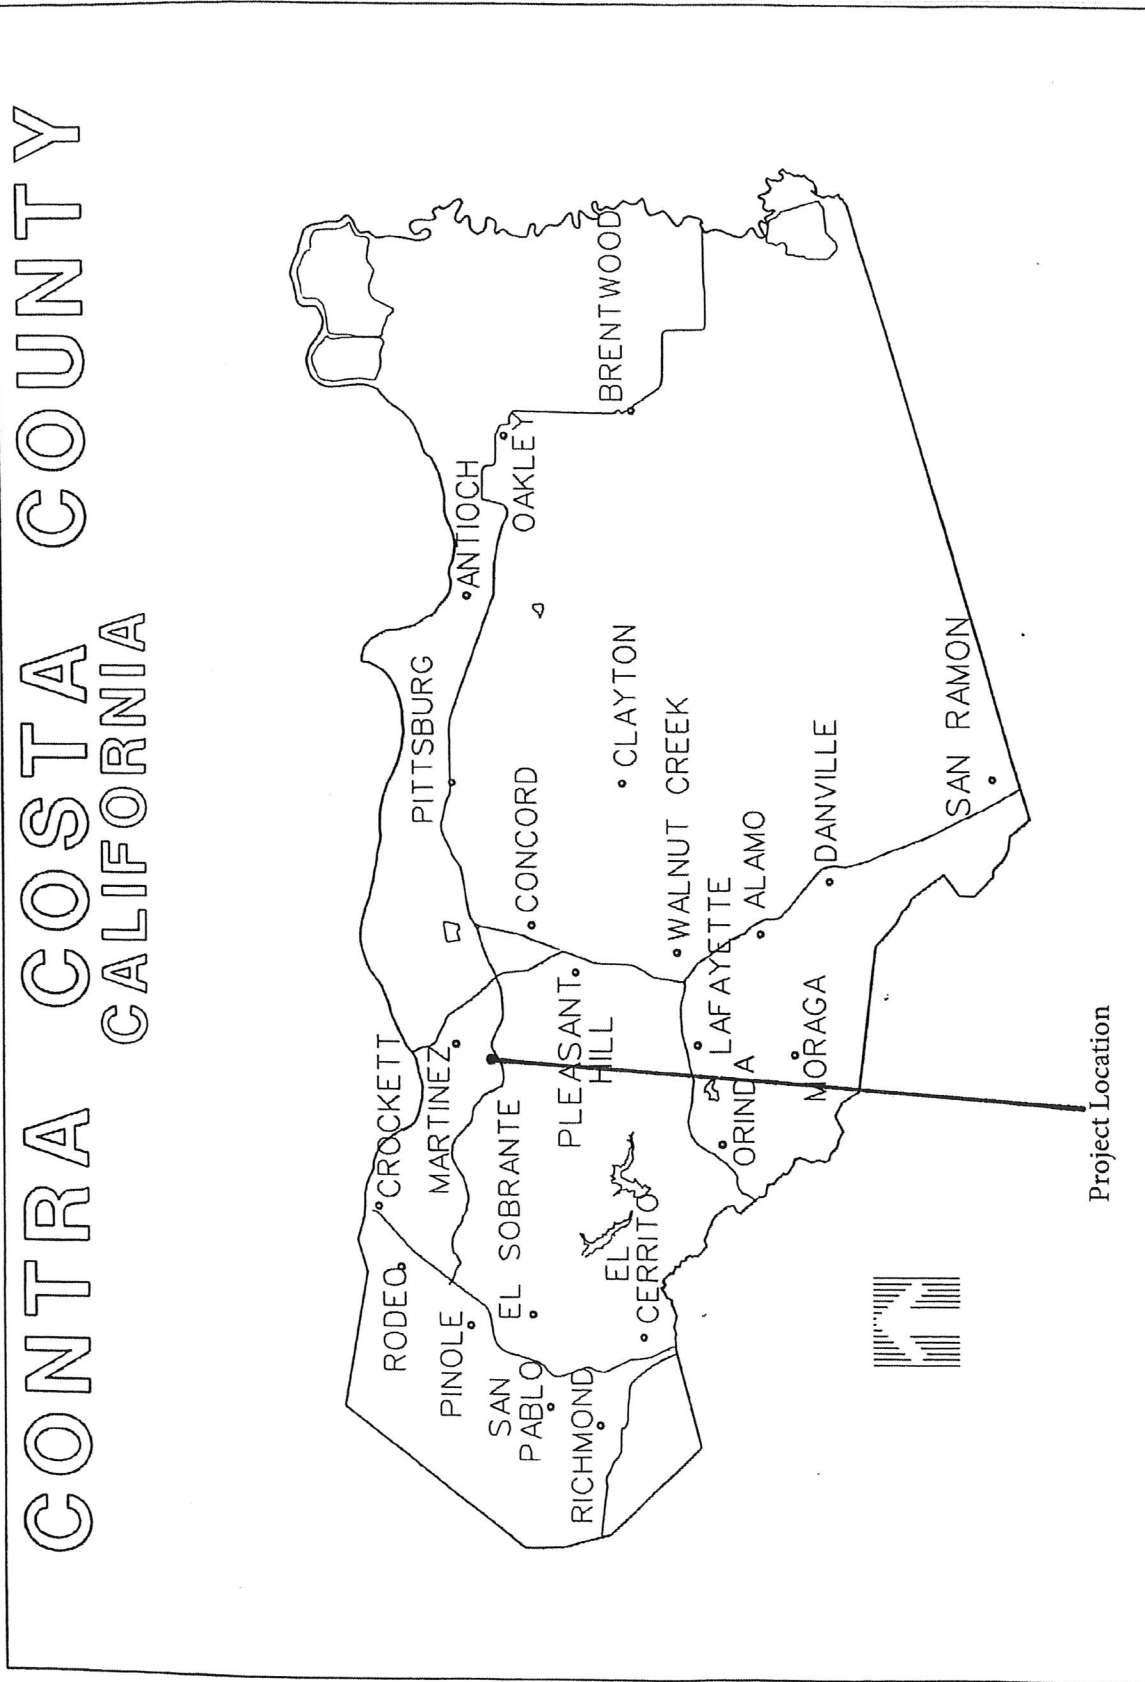 CONTRA COSTA COUNTY
CALIFORNIA
CROCKETT
RODEO
MARTINEZ
PINOLE
PITTSBURG
ANTIOCH
OAKLEY
BRENTWOOD
EL SOBRANTE
SAN
PABLO
RICHMOND
CONCORD
PLEASANT
HILL
CLAYTON
EL
CERRITO
WALNUT CREEK
LAFAYETTE
ORINDA
ALAMO
MORAGA
DANVILLE
SAN RAMON
Project Location